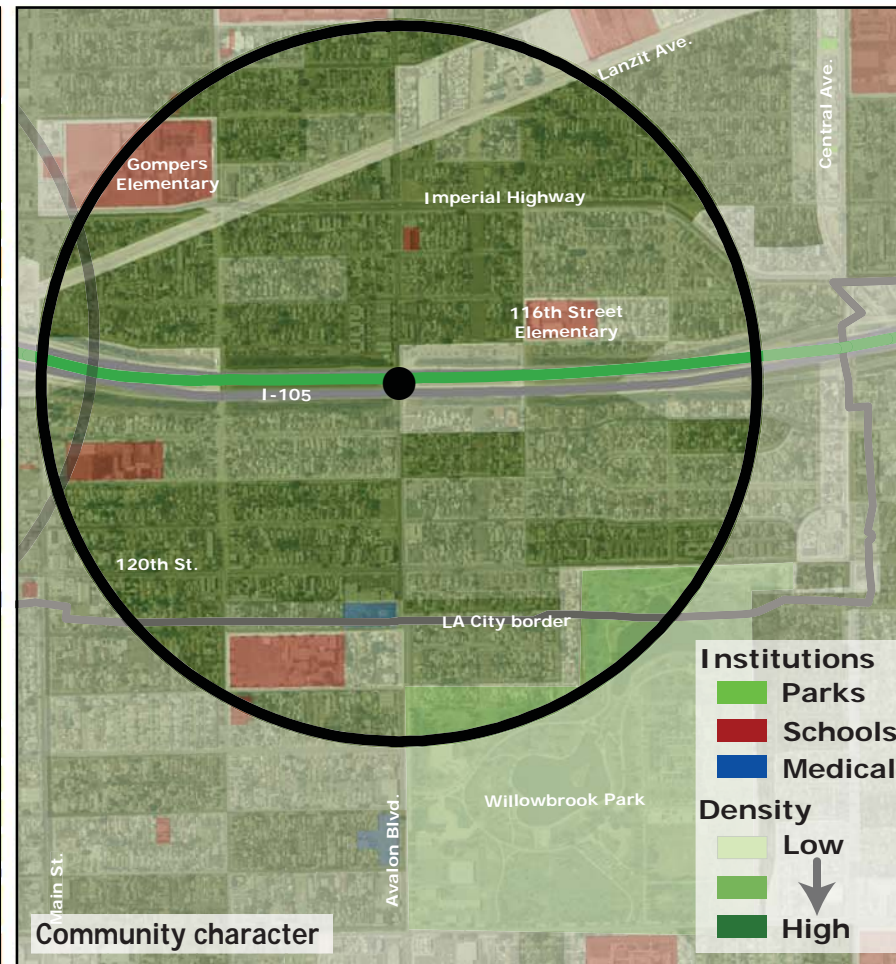 Lanzit Ave.
Central Ave.
Gompers
Elementary
Imperial Highway
116th Street
Elementary
I-105
120th St.
LA City border
Institutions
Parks
Schools
Medical
Density
Low
High
Willowbrook Park
Avalon Blvd.
Main St.
Community character